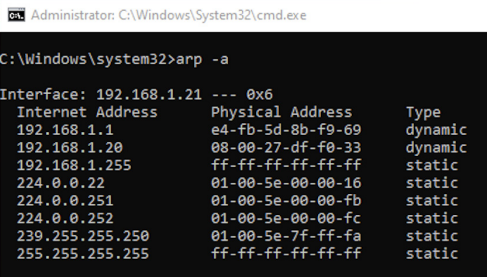 Administrator: C:\Windows\System32\cmd.exe
C:\Windows\system32>arp -a
Interface: 192.168.1.21 --- 0x6
Internet Address Physical Address Type
192.168.1.1 e4-fb-5d-8b-f9-69 dynamic
192.168.1.20 08-00-27-df-f0-33 dynamic
192.168.1.255 ff-ff-ff-ff-ff-ff static
224.0.0.22 01-00-5e-00-00-16 static
224.0.0.251 01-00-5e-00-00-fb static
224.0.0.252 01-00-5e-00-00-fc static
239.255.255.250 01-00-5e-7f-ff-fa static
255.255.255.255 ff-ff-ff-ff-ff-ff static